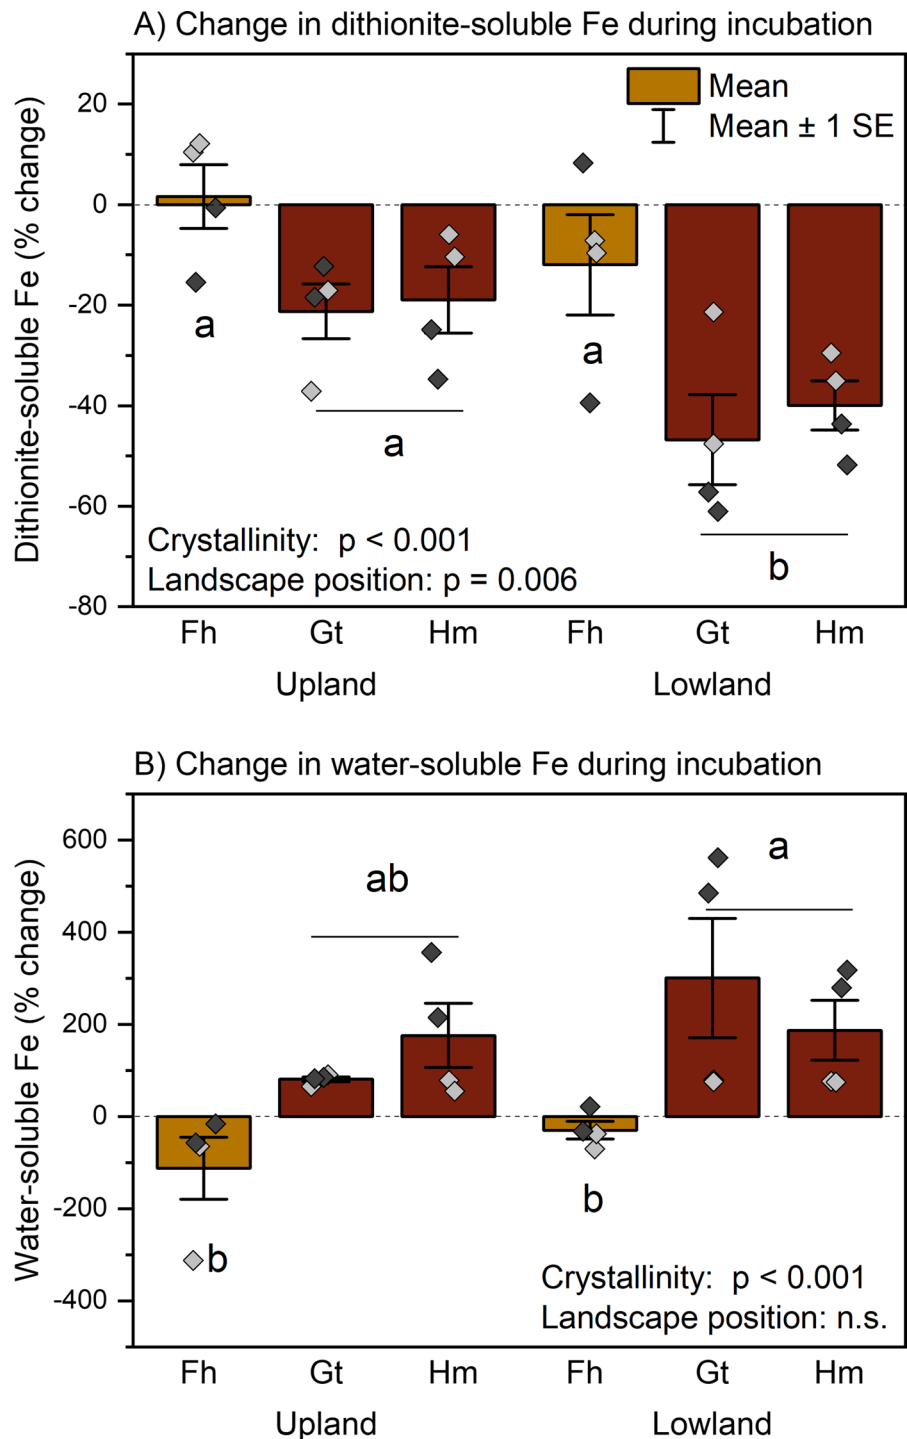 A) Change in dithionite-soluble Fe during incubation
Mean
Mean ± 1 SE
Dithionite-soluble Fe (% change)
20
0
-20
-40
-60
-80
a
a
a
b
Crystallinity: p < 0.001
Landscape position: p = 0.006
Fh Gt Hm Fh Gt Hm
Upland Lowland
B) Change in water-soluble Fe during incubation
Water-soluble Fe (% change)
600
400
200
0
-200
-400
ab
a
b
b
Crystallinity: p < 0.001
Landscape position: n.s.
Fh Gt Hm Fh Gt Hm
Upland Lowland